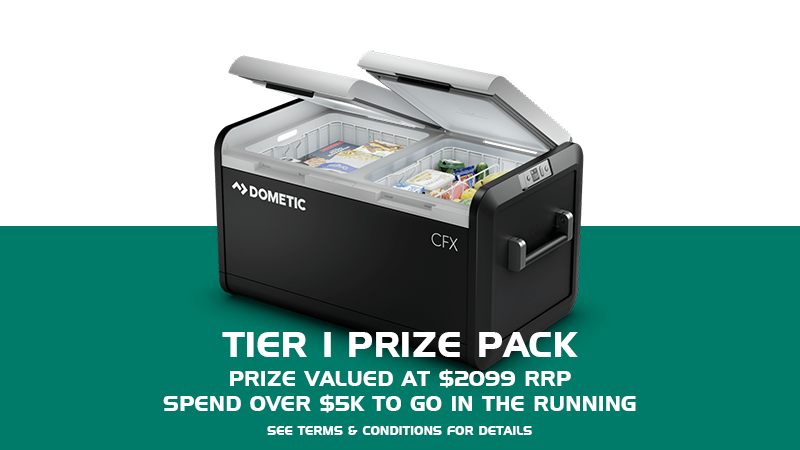 DOMETIC
CFX
TIER 1 PRIZE PACK
PRIZE VALUED AT $2099 RRP
SPEND OVER $5K TO GO IN THE RUNNING
SEE TERMS & CONDITIONS FOR DETAILS